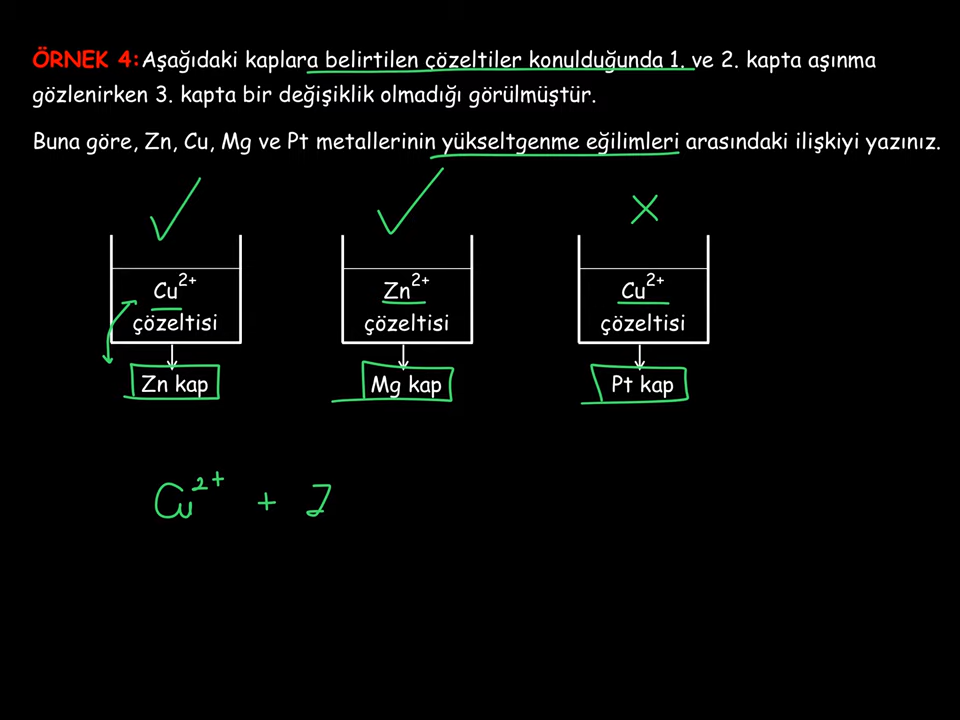 ÖRNEK 4:Aşağıdaki kaplara belirtilen çözeltiler konulduğunda 1. ve 2. kapta aşınma
gözlenirken 3. kapta bir değişiklik olmadığı görülmüştür.
Buna göre, Zn, Cu, Mg ve Pt metallerinin yükseltgenme eğilimleri arasındaki ilişkiyi yazınız.
Cu²⁺ Zn²⁺ Cu²⁺
çözeltisi çözeltisi çözeltisi
Zn kap Mg kap Pt kap
Cu²⁺ +